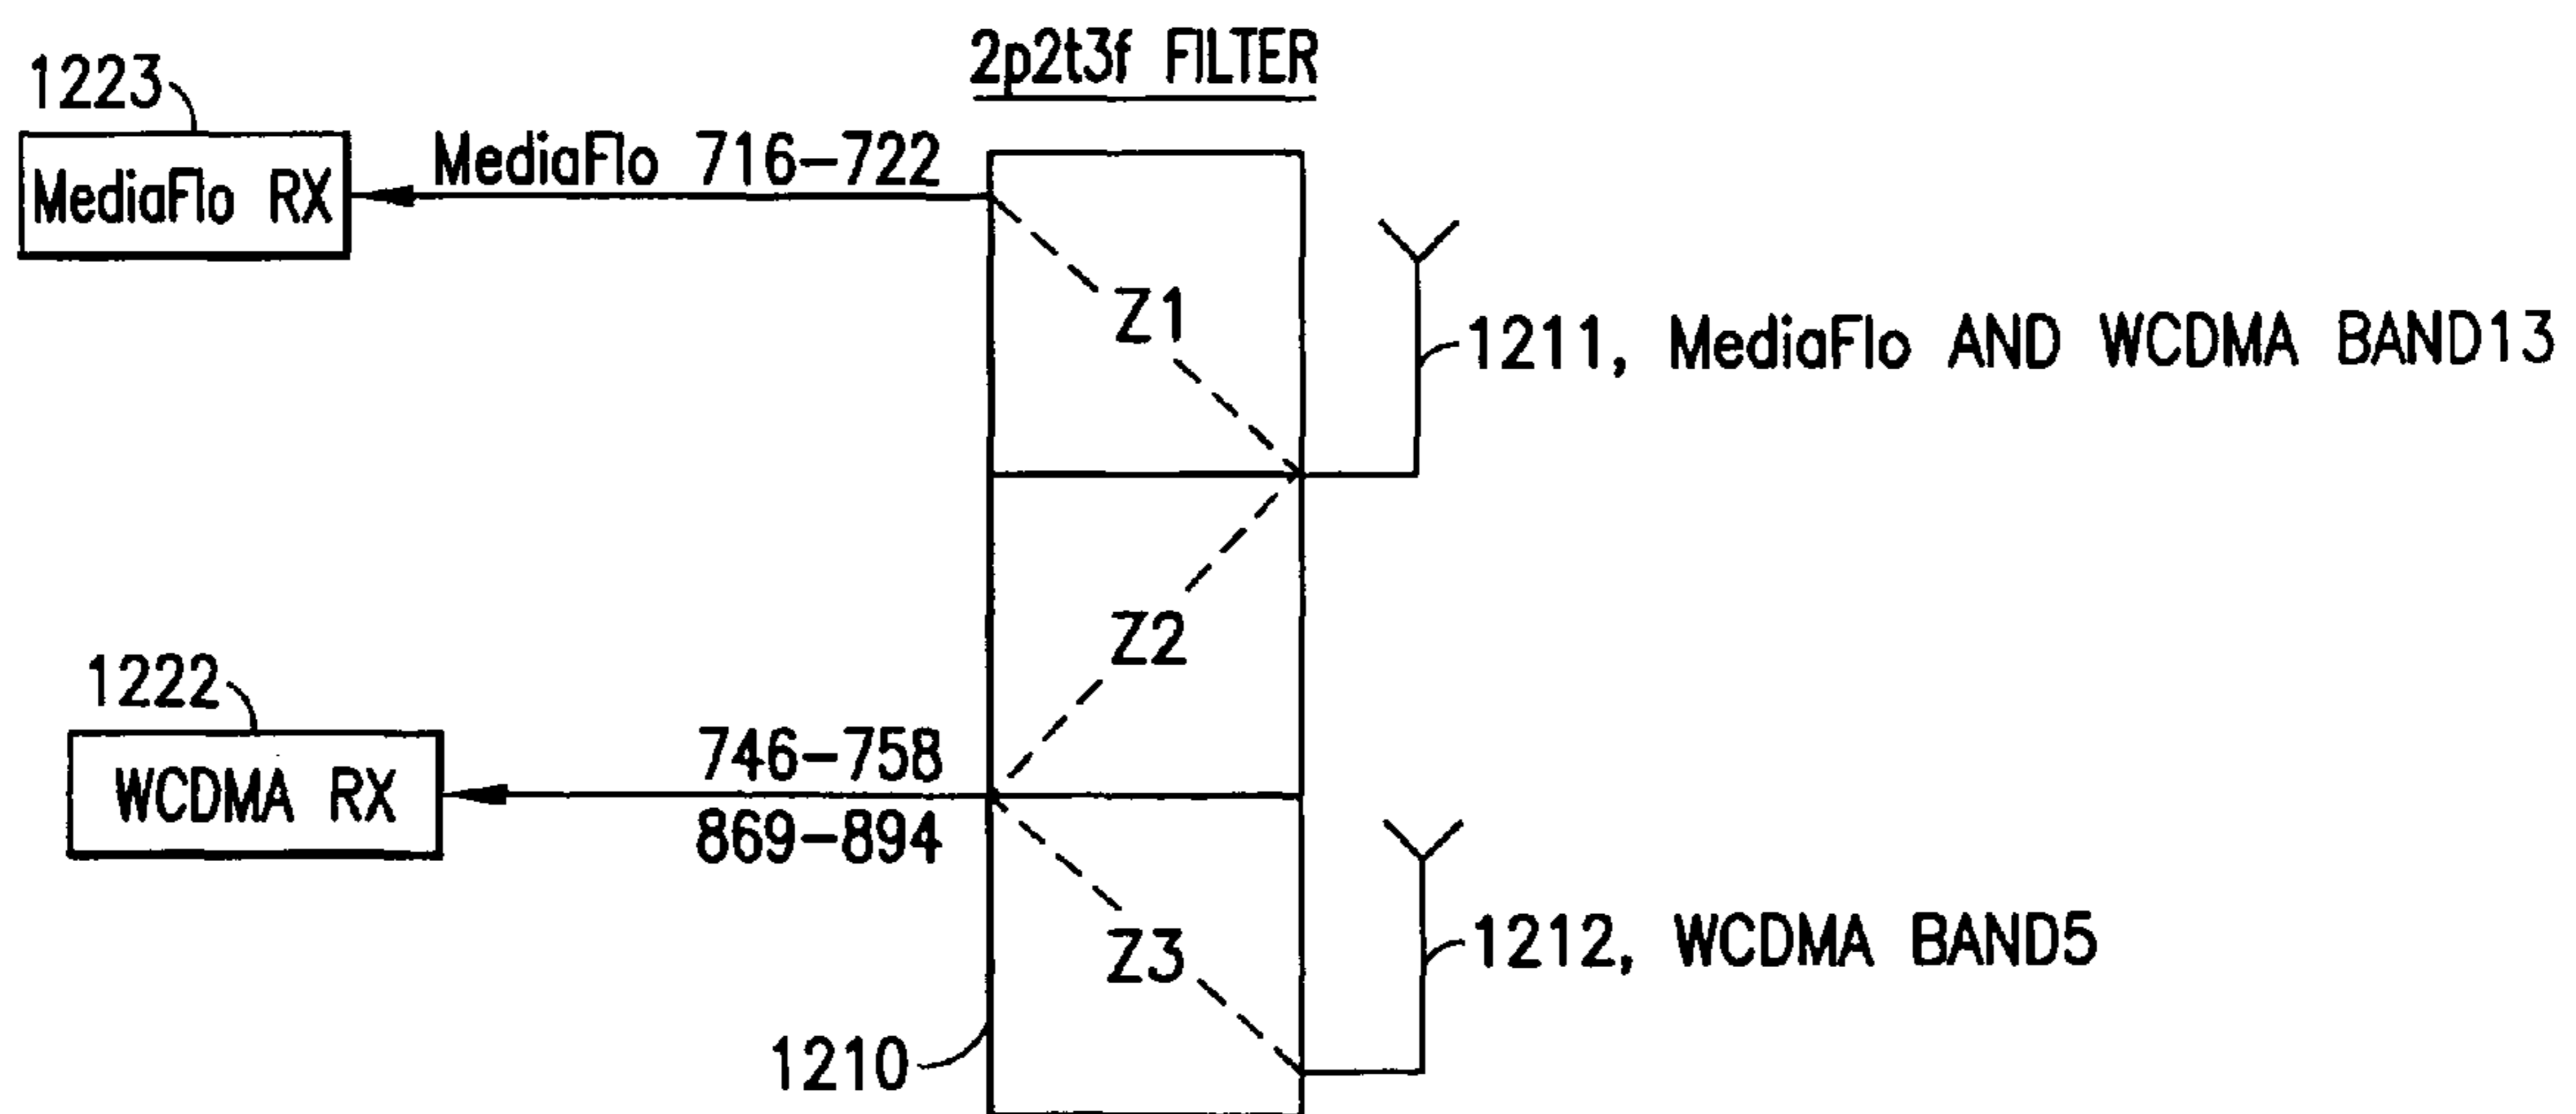 2p2t3f FILTER
1223
MediaFlo RX
MediaFlo 716–722
Z1
1211, MediaFlo AND WCDMA BAND13
Z2
1222
WCDMA RX
746–758
869–894
Z3
1212, WCDMA BAND5
1210